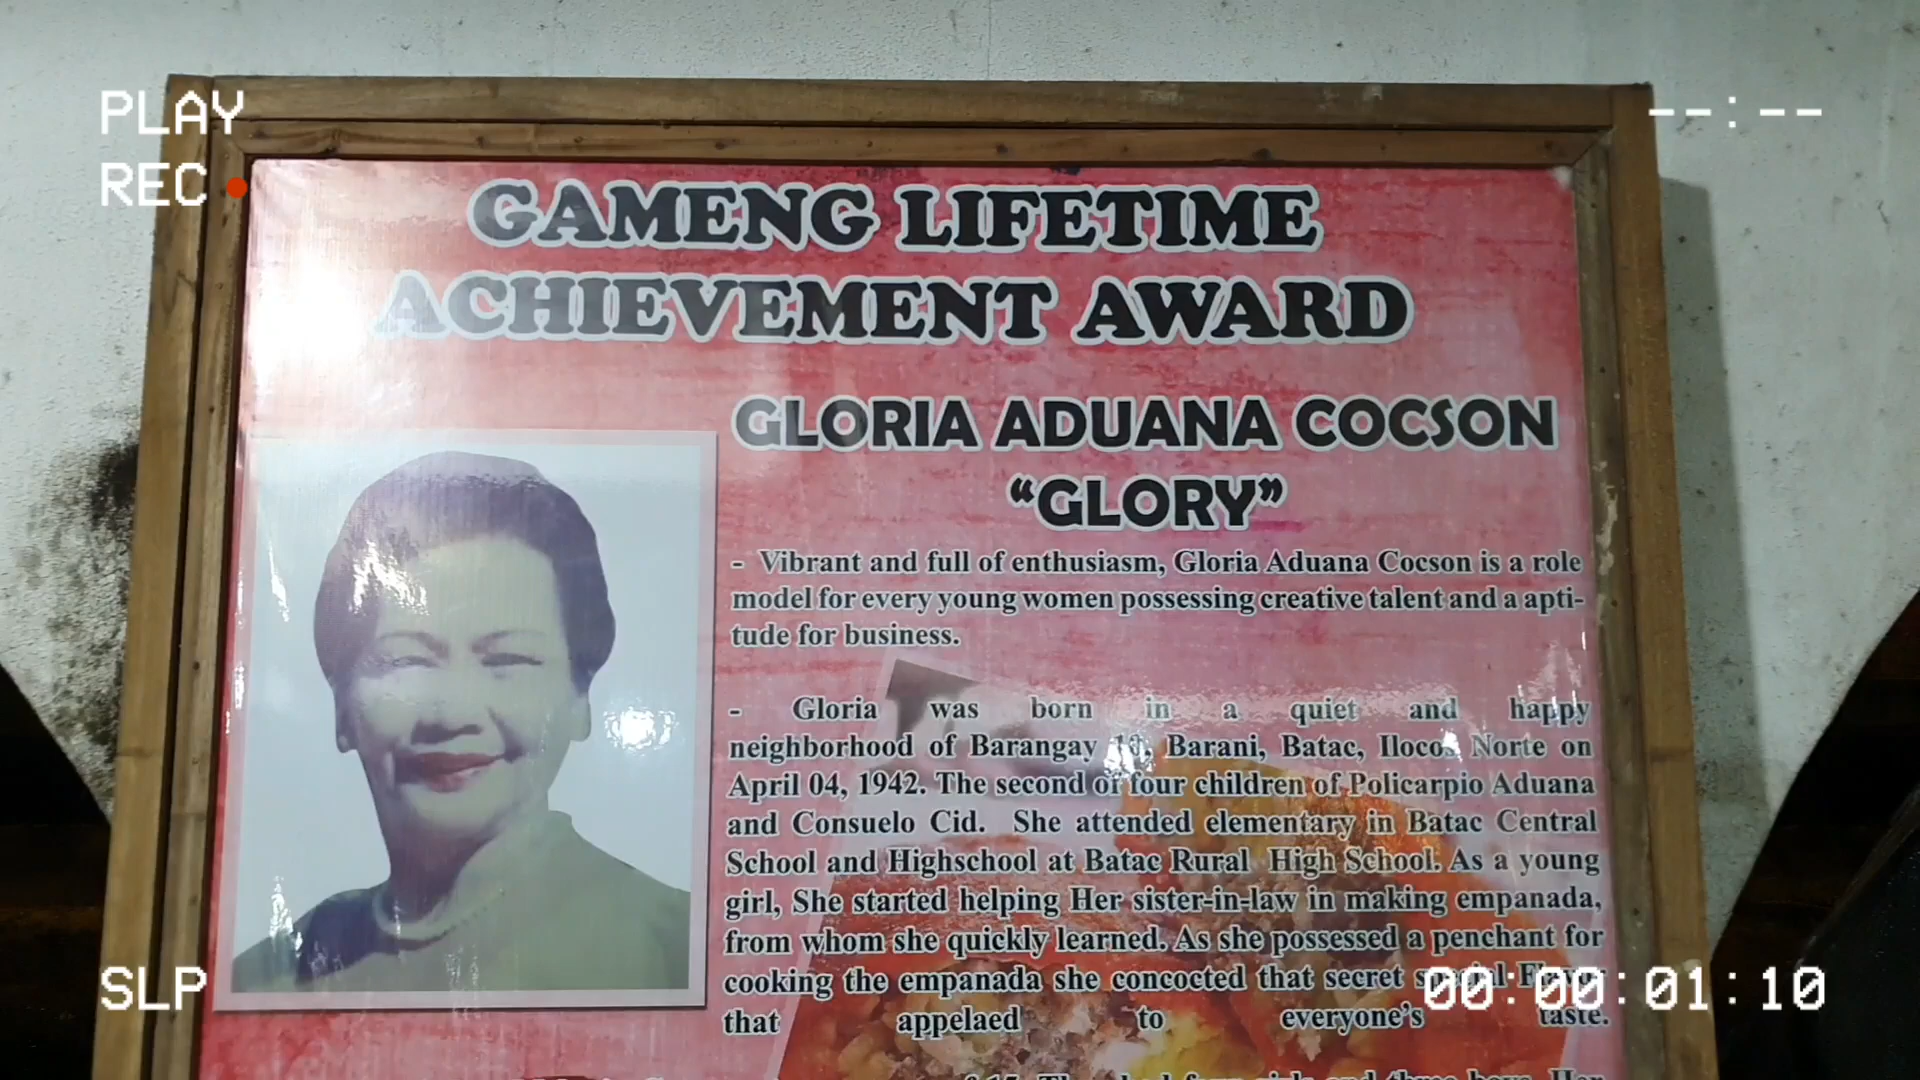 PLAY
--:--
REC
GAMENG LIFETIME
ACHIEVEMENT AWARD
GLORIA ADUANA COCSON
“GLORY”
- Vibrant and full of enthusiasm, Gloria Aduana Cocson is a role
model for every young women possessing creative talent and a apti-
tude for business.
- Gloria was born in a quiet and happy
neighborhood of Barangay 10, Barani, Batac, Ilocos Norte on
April 04, 1942. The second of four children of Policarpio Aduana
and Consuelo Cid. She attended elementary in Batac Central
School and Highschool at Batac Rural High School. As a young
girl, She started helping Her sister-in-law in making empanada,
from whom she quickly learned. As she possessed a penchant for
cooking the empanada she concocted that secret special
that appelaed to everyone's taste.
SLP
00:00:01:10